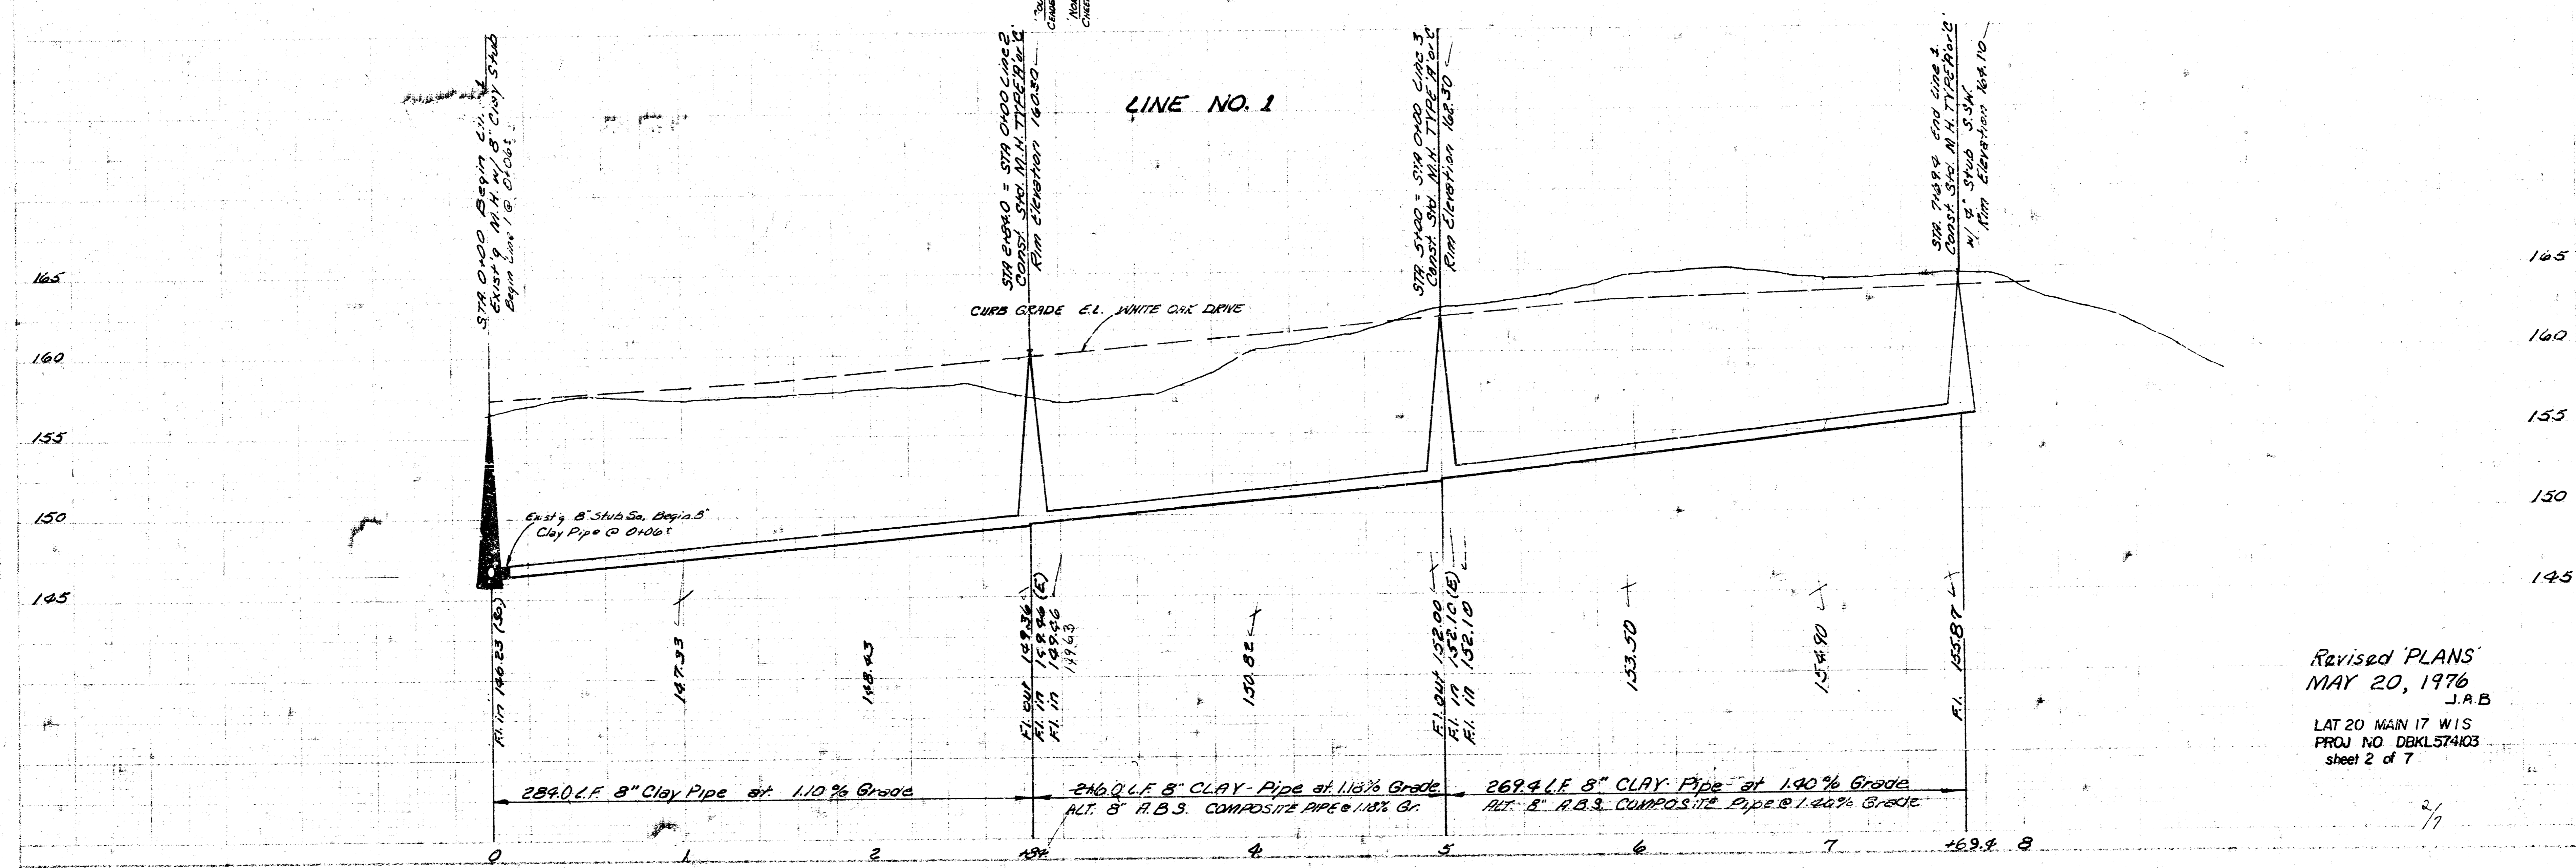 LINE NO. 1
STA. 0+00 Begin
Exist'g M.H. w/ 8" Clay Stub
Begin Line 1 @ 0+06±
STA 2+84.0 = STA 0+00 Line 2
Const. Std. M.H. TYPE 'A' or 'C'
Rim Elevation 160.30
STA. 5+00 = STA 0+00 Line 3
Const. Std. M.H. TYPE 'A' or 'C'
Rim Elevation 162.30
STA. 7+69.4 End Line 1
Const. Std. M.H. TYPE 'A' or 'C'
w/ 4" Stub S.SW.
Rim Elevation 164.10
165
160
155
150
145
165
160
155
150
145
CURB GRADE E.L. WHITE OAK DRIVE
Exist'g 8" Stub So. Begin 8"
Clay Pipe @ 0+06±
F.l. in 146.23 (So)
147.33
148.43
F.l. out 149.36
F.l. in 149.46 (E)
F.l. in 149.46
149.63
150.82
F.l. out 152.00
F.l. in 152.10 (E)
F.l. in 152.10
153.50
154.90
F.l. 155.87
284.0 L.F. 8" Clay Pipe at 1.10% Grade
216.0 L.F. 8" CLAY Pipe at 1.18% Grade
ALT. 8" A.B.S. COMPOSITE PIPE @ 1.18% Gr.
269.4 L.F. 8" CLAY Pipe at 1.40% Grade
ALT. 8" A.B.S. COMPOSITE Pipe @ 1.40% Grade
0 1 2 +84 4 5 6 7 +69.4 8
Revised 'PLANS'
MAY 20, 1976
J.A.B
LAT 20 MAIN 17 WIS
PROJ NO DBKL574103
sheet 2 of 7
2/7